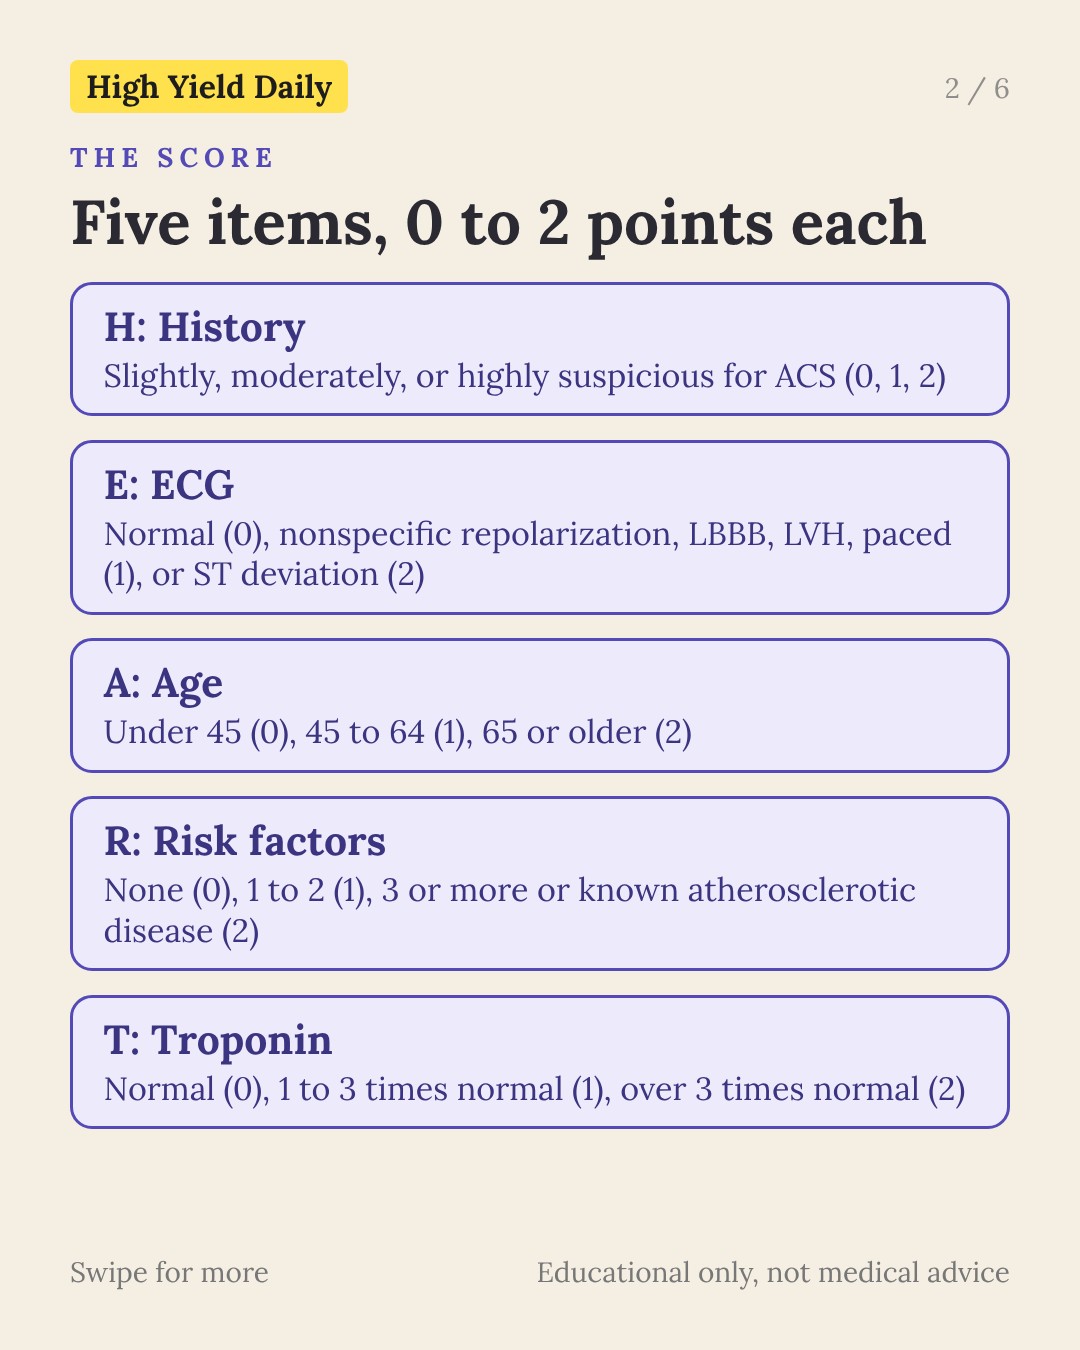 High Yield Daily
2 / 6
THE SCORE
Five items, 0 to 2 points each
H: History
Slightly, moderately, or highly suspicious for ACS (0, 1, 2)
E: ECG
Normal (0), nonspecific repolarization, LBBB, LVH, paced
(1), or ST deviation (2)
A: Age
Under 45 (0), 45 to 64 (1), 65 or older (2)
R: Risk factors
None (0), 1 to 2 (1), 3 or more or known atherosclerotic
disease (2)
T: Troponin
Normal (0), 1 to 3 times normal (1), over 3 times normal (2)
Swipe for more
Educational only, not medical advice